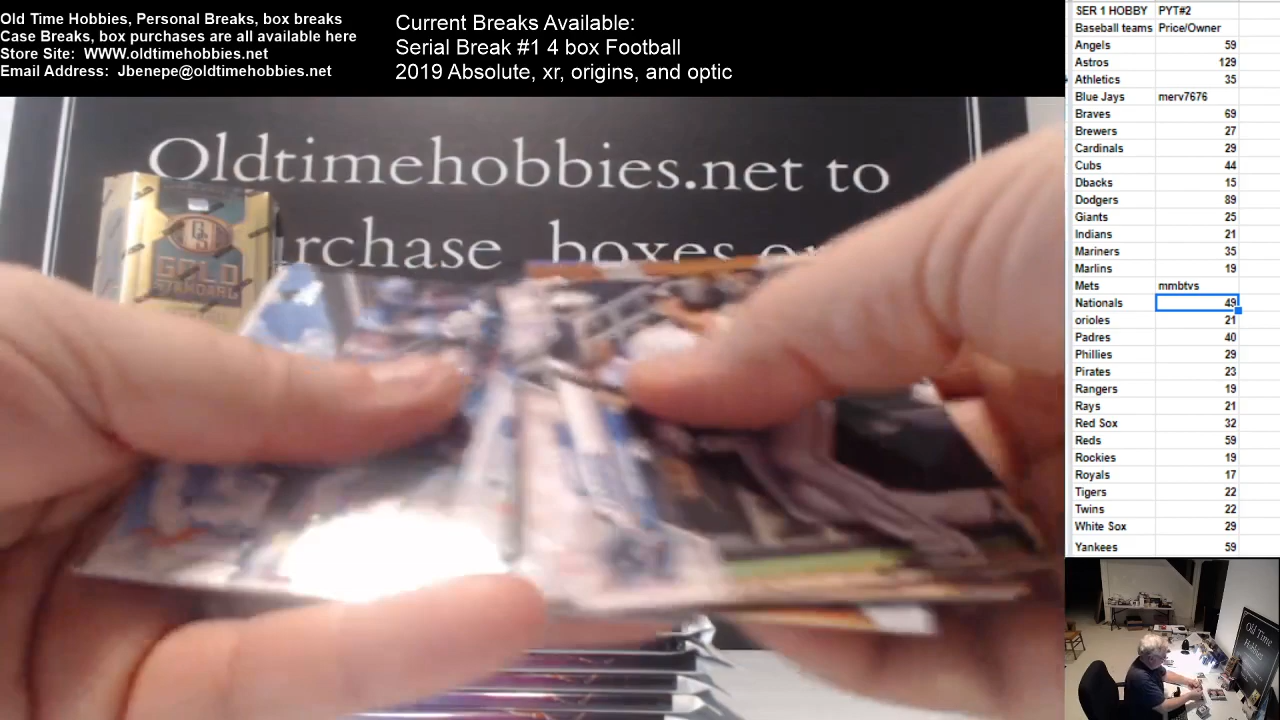 Old Time Hobbies, Personal Breaks, box breaks
Case Breaks, box purchases are all available here
Store Site: WWW.oldtimehobbies.net
Email Address: Jbenepe@oldtimehobbies.net
Current Breaks Available:
Serial Break #1 4 box Football
2019 Absolute, xr, origins, and optic
Oldtimehobbies.net to
rchase boxes or
GOLD
STANDARD
SER 1 HOBBY PYT#2
Baseball teams Price/Owner
Angels 59
Astros 129
Athletics 35
Blue Jays merv7676
Braves 69
Brewers 27
Cardinals 29
Cubs 44
Dbacks 15
Dodgers 89
Giants 25
Indians 21
Mariners 35
Marlins 19
Mets mmbtvs
Nationals 49
orioles 21
Padres 40
Phillies 29
Pirates 23
Rangers 19
Rays 21
Red Sox 32
Reds 59
Rockies 19
Royals 17
Tigers 22
Twins 22
White Sox 29
Yankees 59
Old Time